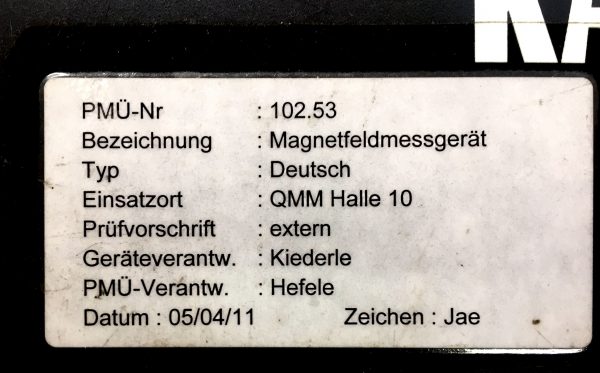 KA
PMÜ-Nr : 102.53
Bezeichnung : Magnetfeldmessgerät
Typ : Deutsch
Einsatzort : QMM Halle 10
Prüfvorschrift : extern
Geräteverantw. : Kiederle
PMÜ-Verantw. : Hefele
Datum : 05/04/11 Zeichen : Jae